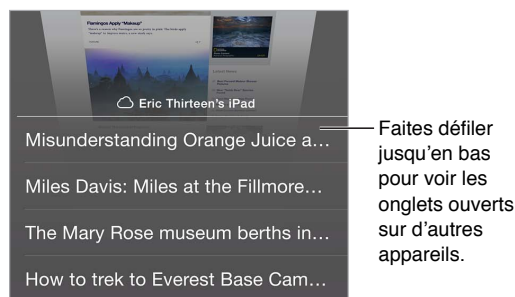 Flamingos Apply "Makeup"
Eric Thirteen's iPad
Misunderstanding Orange Juice a…
Miles Davis: Miles at the Fillmore…
The Mary Rose museum berths in…
How to trek to Everest Base Cam…
Faites défiler
jusqu'en bas
pour voir les
onglets ouverts
sur d'autres
appareils.